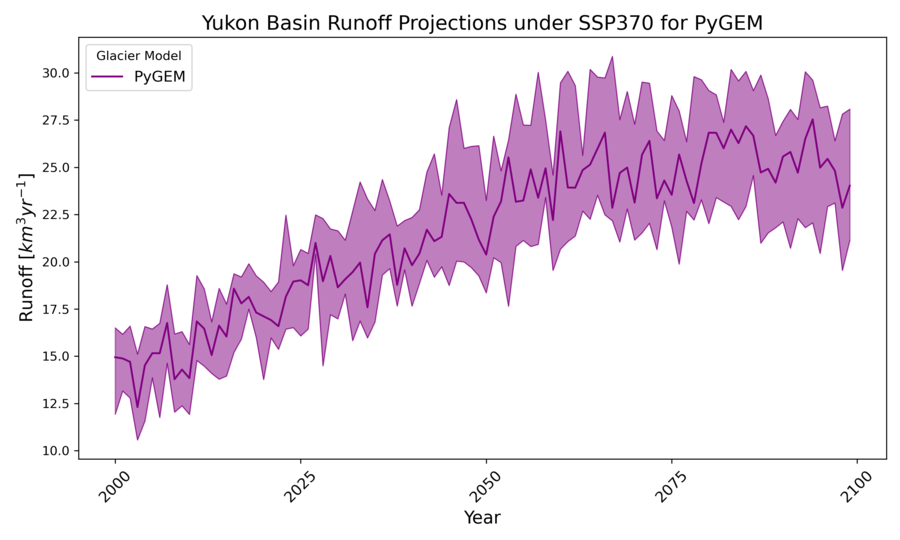 Yukon Basin Runoff Projections under SSP370 for PyGEM
Glacier Model
PyGEM
Runoff [km³yr⁻¹]
30.0
27.5
25.0
22.5
20.0
17.5
15.0
12.5
10.0
2000
2025
2050
2075
2100
Year